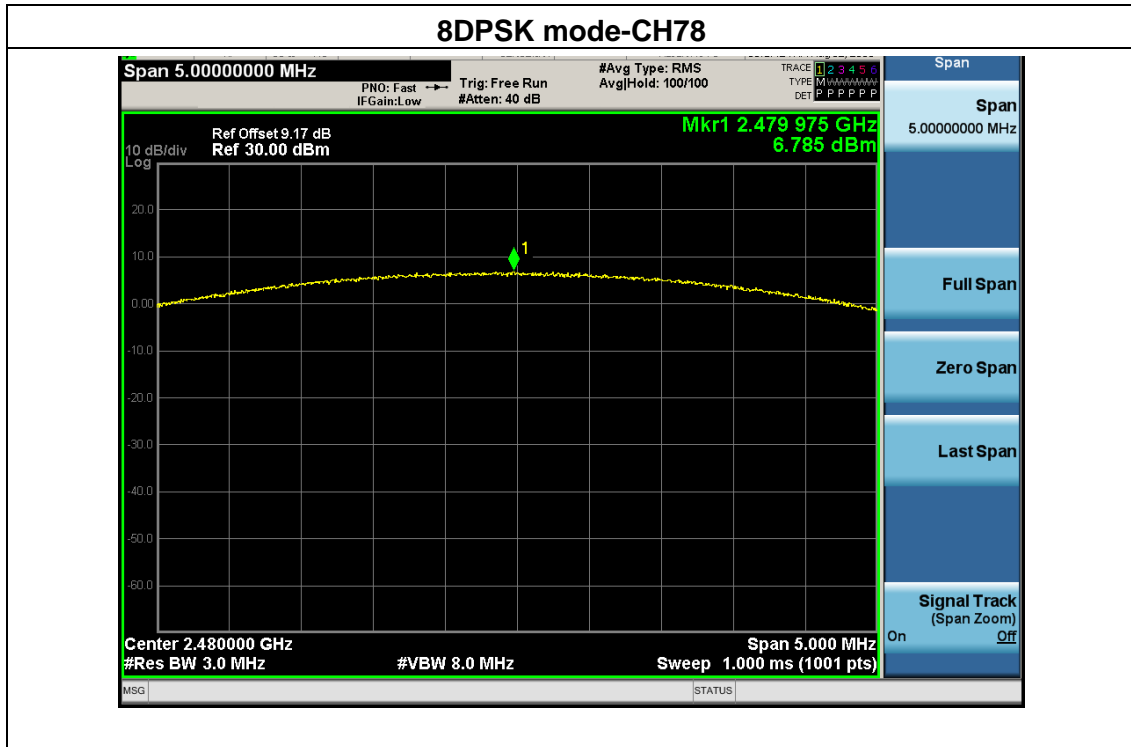 8DPSK mode-CH78
Span 5.00000000 MHz
PNO: Fast
IFGain:Low
Trig: Free Run
#Atten: 40 dB
#Avg Type: RMS
Avg|Hold: 100/100
TRACE 1 2 3 4 5 6
TYPE M
DET P P P P P P
Span
Span
5.00000000 MHz
Full Span
Zero Span
Last Span
Signal Track
(Span Zoom)
On Off
Mkr1 2.479 975 GHz
6.785 dBm
Ref Offset 9.17 dB
10 dB/div Ref 30.00 dBm
Log
20.0
10.0
0.00
-10.0
-20.0
-30.0
-40.0
-50.0
-60.0
1
Center 2.480000 GHz
Span 5.000 MHz
#Res BW 3.0 MHz
#VBW 8.0 MHz
Sweep 1.000 ms (1001 pts)
MSG
STATUS